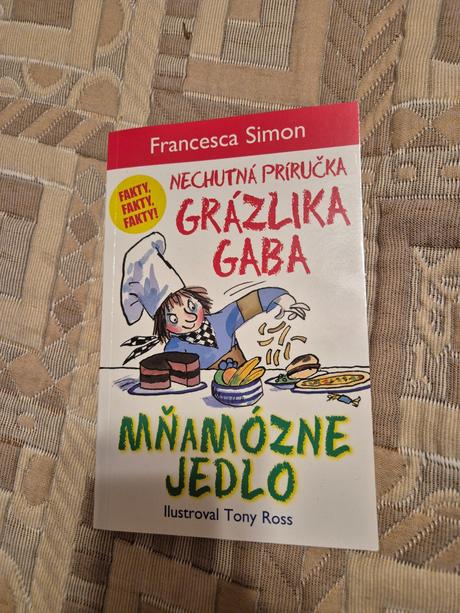 Francesca Simon
FAKTY,
FAKTY,
FAKTY!
NECHUTNÁ PRÍRUČKA
GRÁZLIKA
GABA
MŇAMÓZNE
JEDLO
Ilustroval Tony Ross